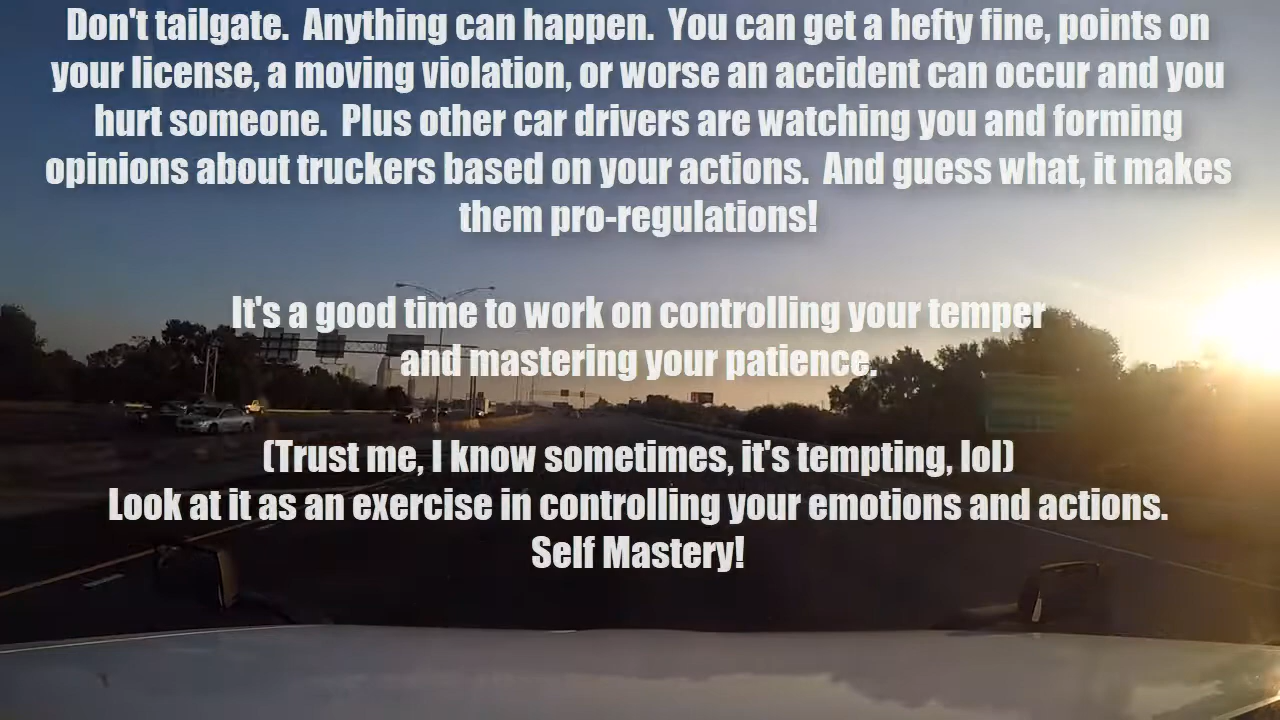 Don't tailgate.  Anything can happen.  You can get a hefty fine, points on
your license, a moving violation, or worse an accident can occur and you
hurt someone.  Plus other car drivers are watching you and forming
opinions about truckers based on your actions.  And guess what, it makes
them pro-regulations!
It's a good time to work on controlling your temper
and mastering your patience.
(Trust me, I know sometimes, it's tempting, lol)
Look at it as an exercise in controlling your emotions and actions.
Self Mastery!